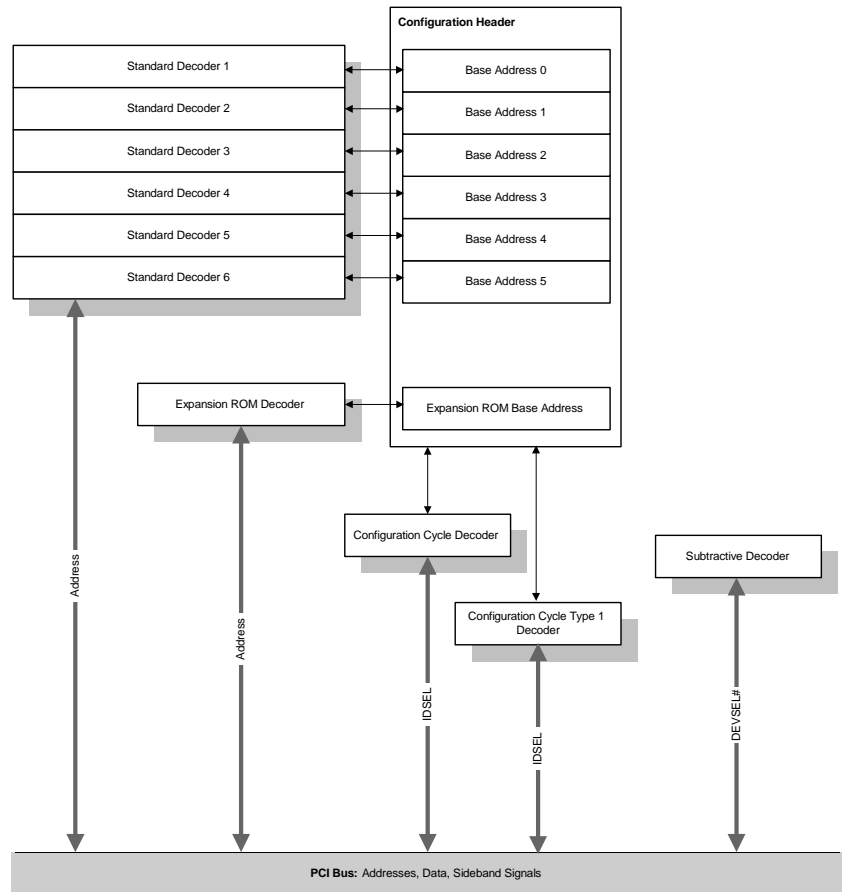 Configuration Header
Standard Decoder 1
Base Address 0
Standard Decoder 2
Base Address 1
Standard Decoder 3
Base Address 2
Standard Decoder 4
Base Address 3
Standard Decoder 5
Base Address 4
Standard Decoder 6
Base Address 5
Expansion ROM Decoder
Expansion ROM Base Address
Configuration Cycle Decoder
Subtractive Decoder
Configuration Cycle Type 1
Decoder
Address
Address
IDSEL
IDSEL
DEVSEL#
PCI Bus: Addresses, Data, Sideband Signals